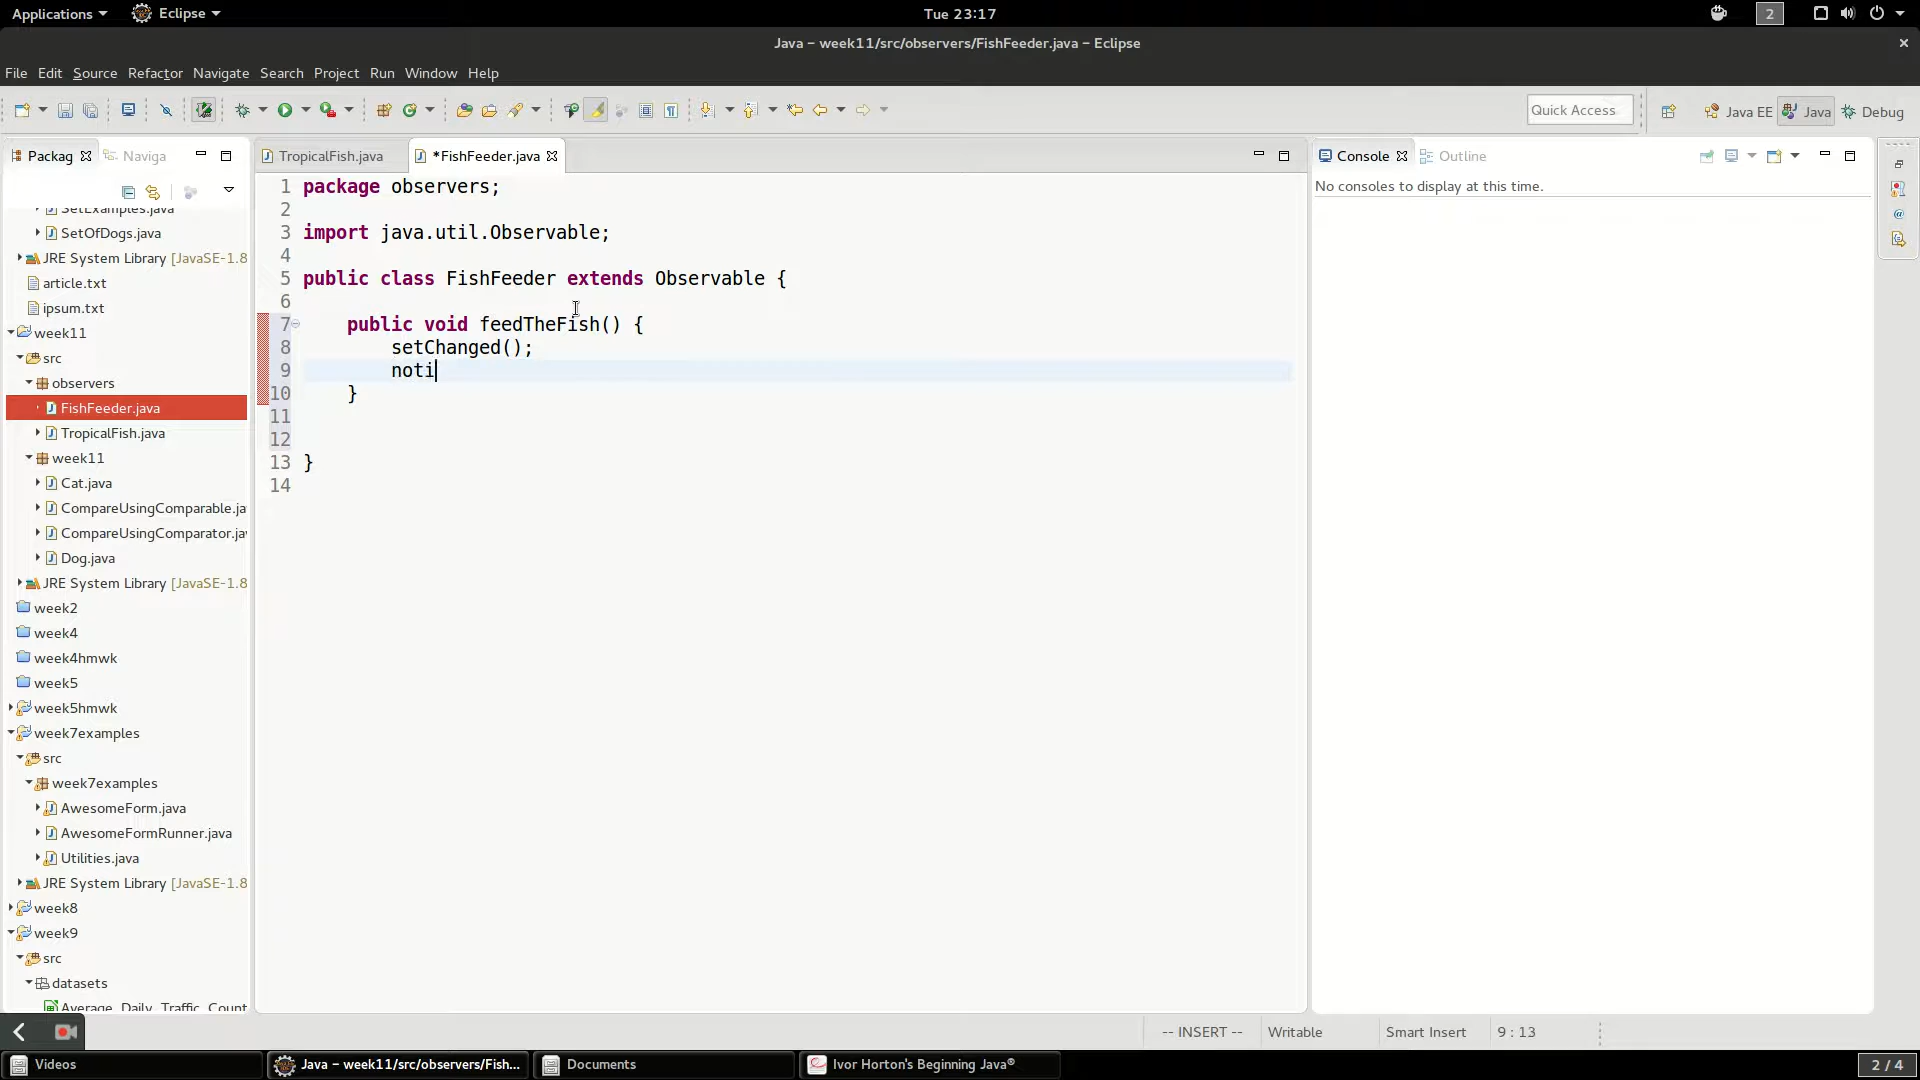 Applications Eclipse Tue 23:17 2
Java – week11/src/observers/FishFeeder.java – Eclipse
File Edit Source Refactor Navigate Search Project Run Window Help
Quick Access Java EE Java Debug
Packag Naviga
TropicalFish.java *FishFeeder.java
Console Outline
No consoles to display at this time.
SetExamples.java
SetOfDogs.java
JRE System Library [JavaSE-1.8
article.txt
ipsum.txt
week11
src
observers
FishFeeder.java
TropicalFish.java
week11
Cat.java
CompareUsingComparable.ja
CompareUsingComparator.ja
Dog.java
JRE System Library [JavaSE-1.8
week2
week4
week4hmwk
week5
week5hmwk
week7examples
src
week7examples
AwesomeForm.java
AwesomeFormRunner.java
Utilities.java
JRE System Library [JavaSE-1.8
week8
week9
src
datasets
Average_Daily_Traffic_Count
1 package observers;
2
3 import java.util.Observable;
4
5 public class FishFeeder extends Observable {
6
7 public void feedTheFish() {
8 setChanged();
9 noti
10 }
11
12
13 }
14
-- INSERT -- Writable Smart Insert 9 : 13
Videos Java – week11/src/observers/Fish... Documents Ivor Horton's Beginning Java® 2 / 4